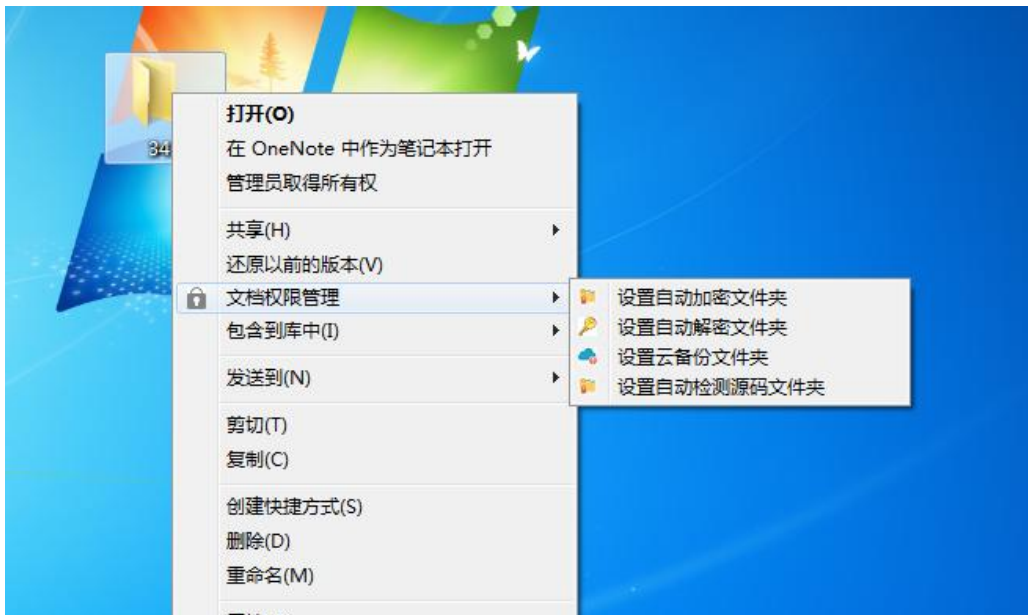 34
打开(O)
在 OneNote 中作为笔记本打开
管理员取得所有权
共享(H)
还原以前的版本(V)
文档权限管理
包含到库中(I)
发送到(N)
剪切(T)
复制(C)
创建快捷方式(S)
删除(D)
重命名(M)
设置自动加密文件夹
设置自动解密文件夹
设置云备份文件夹
设置自动检测源码文件夹